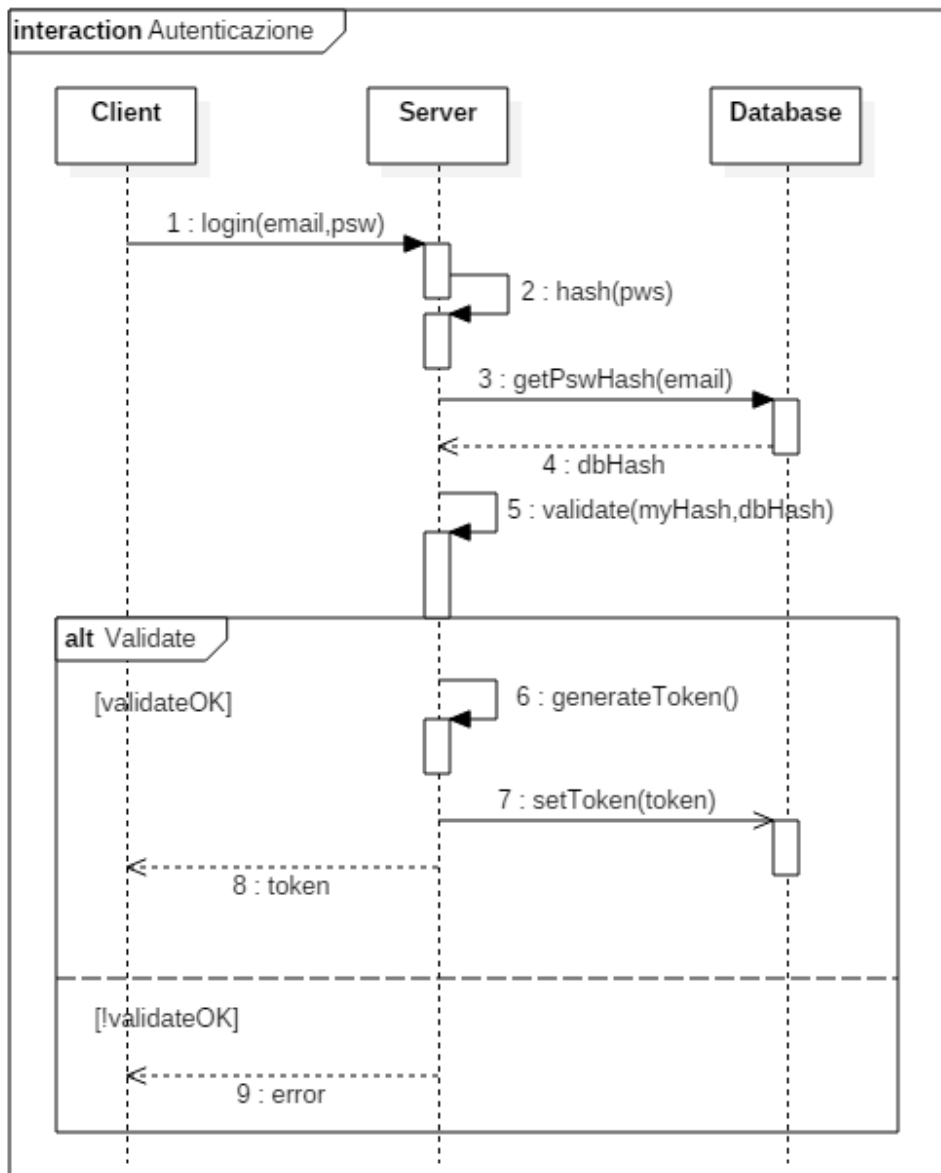 interaction Autenticazione
Client
Server
Database
1 : login(email,psw)
2 : hash(pws)
3 : getPswHash(email)
4 : dbHash
5 : validate(myHash,dbHash)
alt Validate
[validateOK]
6 : generateToken()
7 : setToken(token)
8 : token
[!validateOK]
9 : error